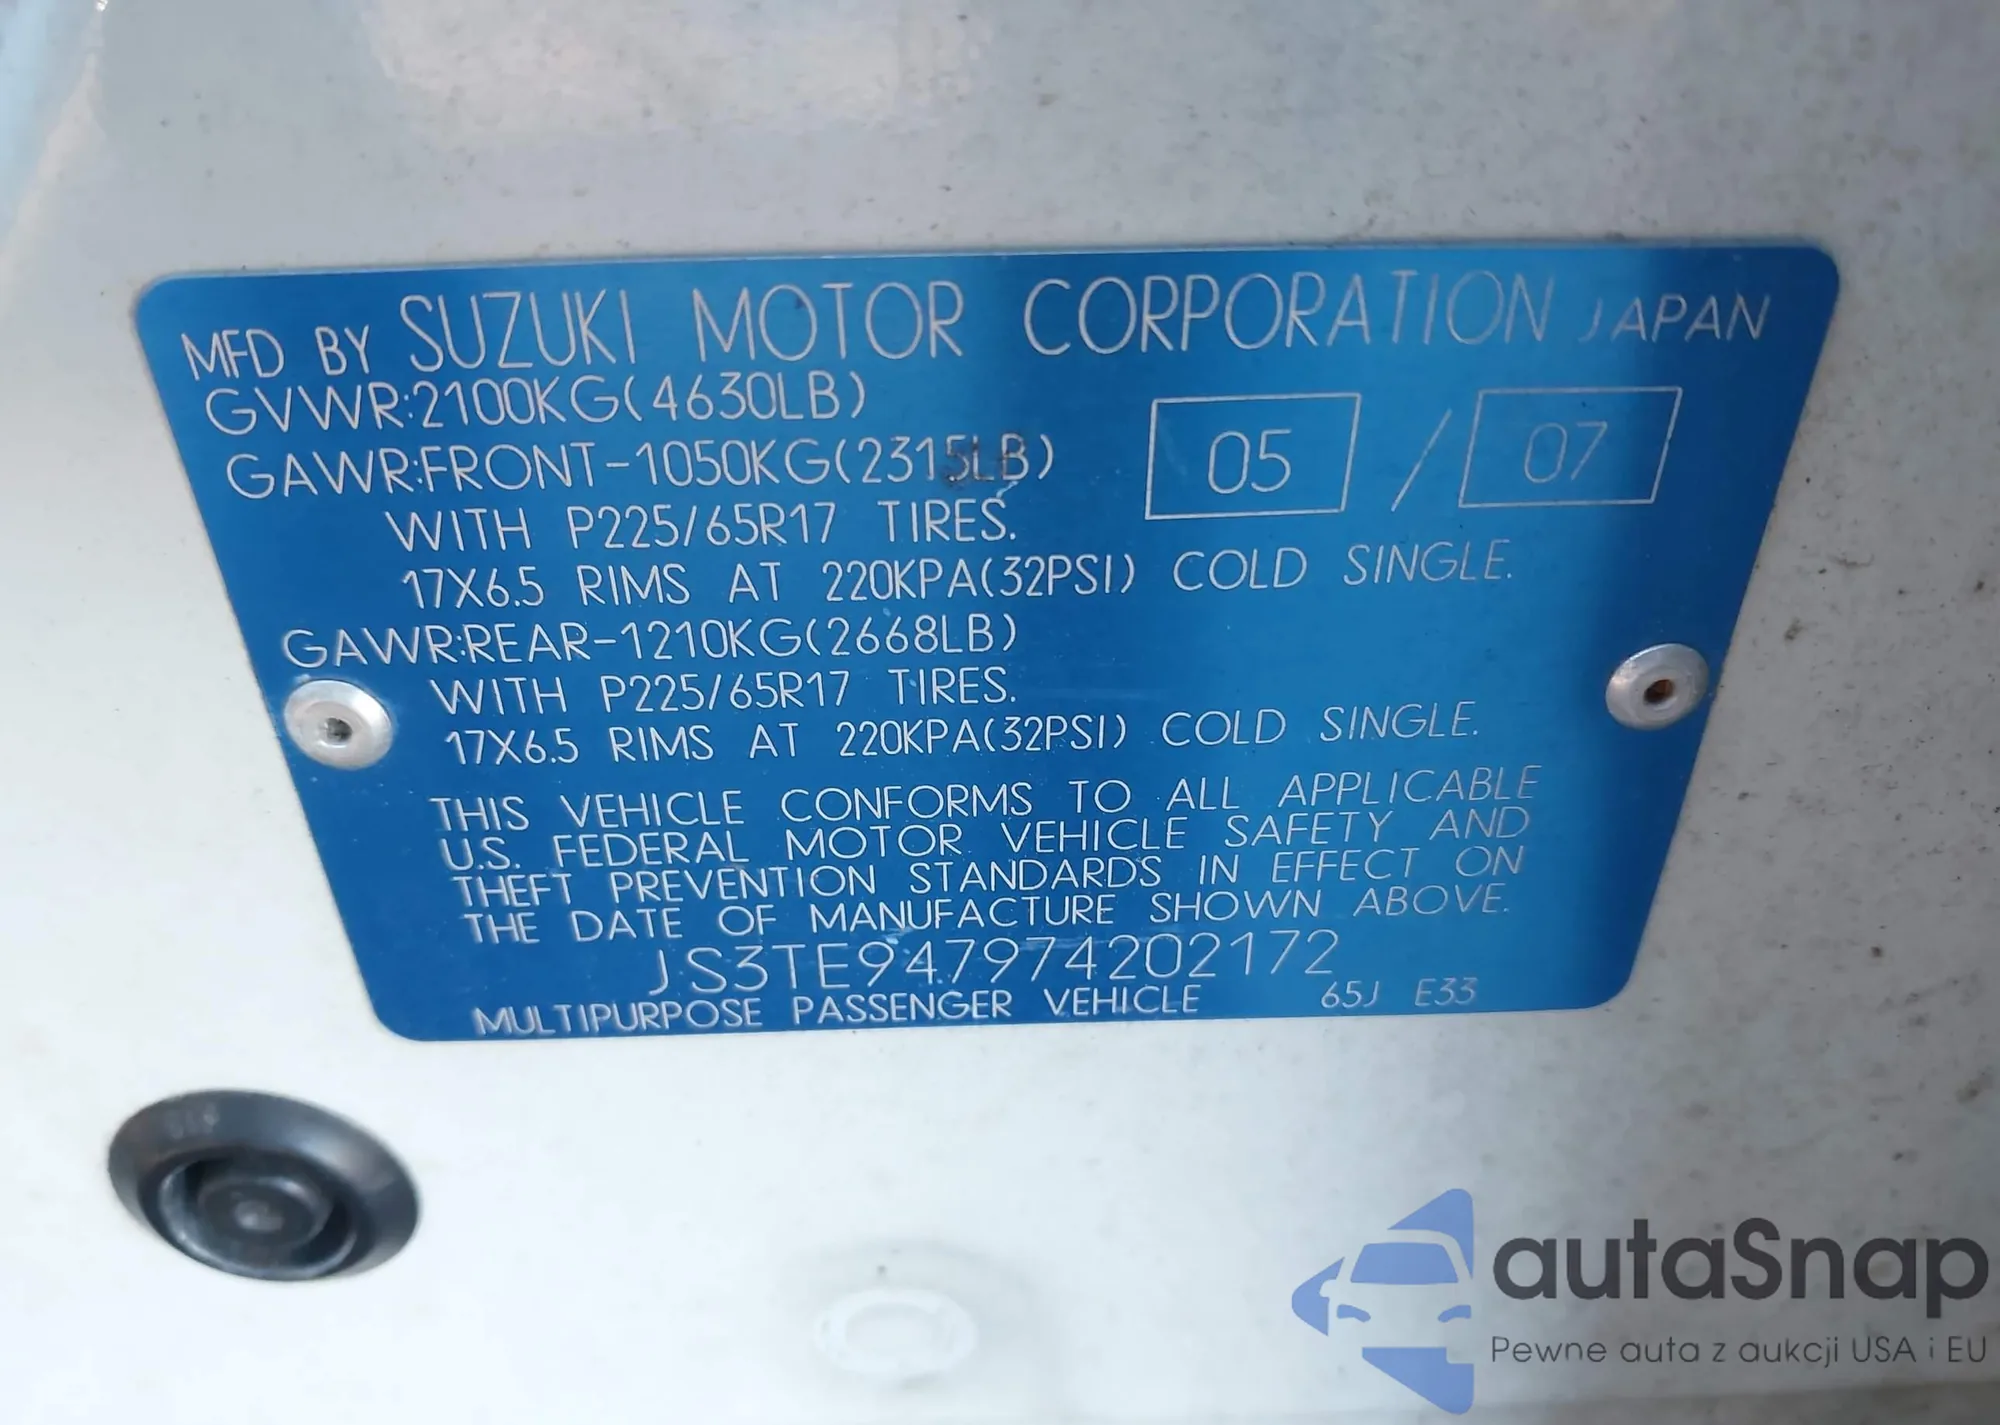 MFD BY SUZUKI MOTOR CORPORATION JAPAN
GVWR:2100KG(4630LB)
GAWR:FRONT-1050KG(2315LB)
05 / 07
WITH P225/65R17 TIRES.
17X6.5 RIMS AT 220KPA(32PSI) COLD SINGLE.
GAWR:REAR-1210KG(2668LB)
WITH P225/65R17 TIRES.
17X6.5 RIMS AT 220KPA(32PSI) COLD SINGLE.
THIS VEHICLE CONFORMS TO ALL APPLICABLE
U.S. FEDERAL MOTOR VEHICLE SAFETY AND
THEFT PREVENTION STANDARDS IN EFFECT ON
THE DATE OF MANUFACTURE SHOWN ABOVE.
JS3TE947974202172
MULTIPURPOSE PASSENGER VEHICLE 65J E33
autaSnap
Pewne auta z aukcji USA i EU